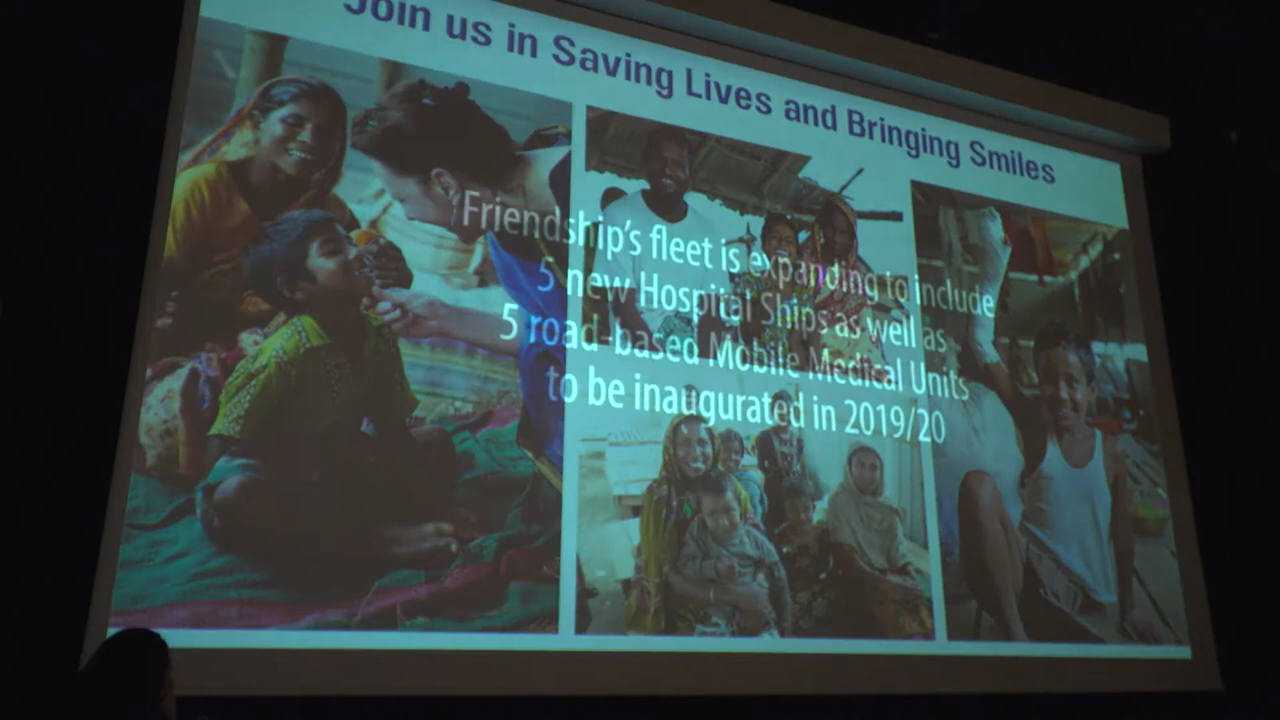 Join us in Saving Lives and Bringing Smiles
Friendship's fleet is expanding to include
5 new Hospital Ships as well as
5 road-based Mobile Medical Units
to be inaugurated in 2019/20